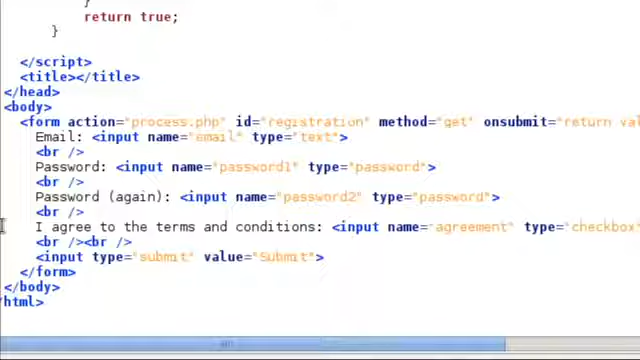 }
return true;
}
</script>
<title></title>
</head>
<body>
<form action="process.php" id="registration" method="get" onsubmit="return val
Email: <input name="email" type="text">
<br />
Password: <input name="password1" type="password">
<br />
Password (again): <input name="password2" type="password">
<br />
I agree to the terms and conditions: <input name="agreement" type="checkbox"
<br /><br />
<input type="submit" value="Submit">
</form>
</body>
/html>